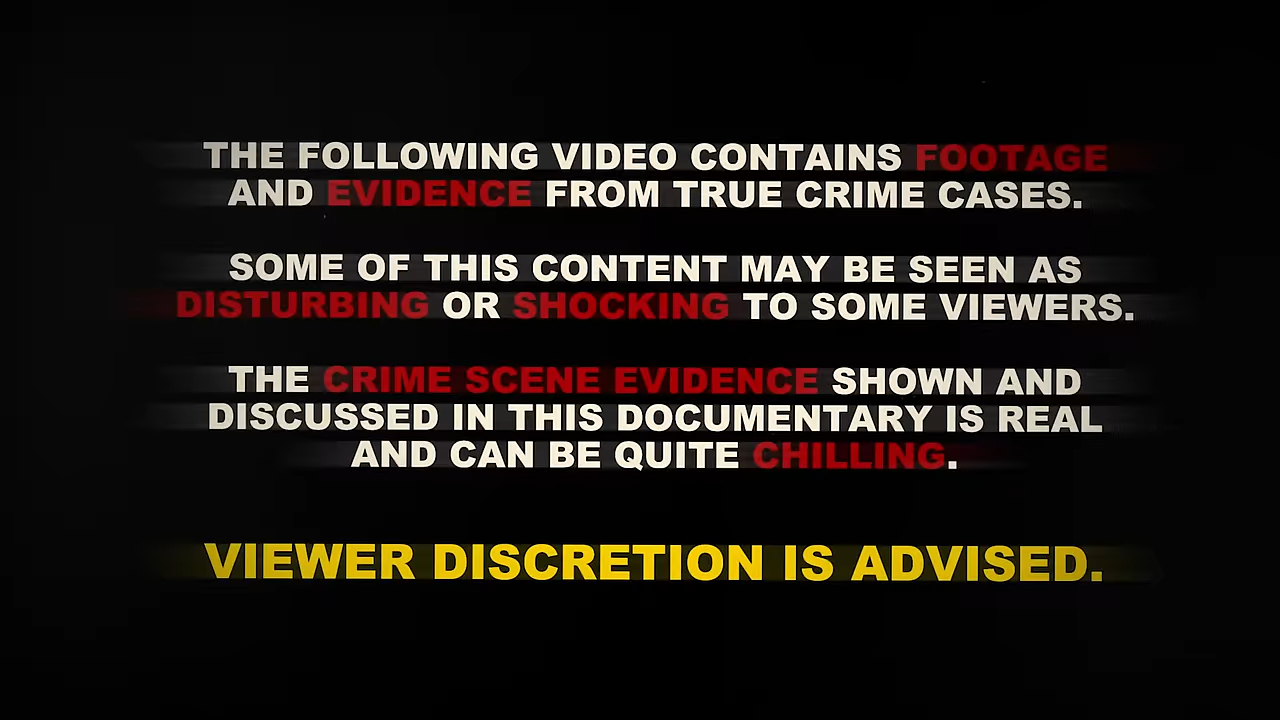 THE FOLLOWING VIDEO CONTAINS FOOTAGE
AND EVIDENCE FROM TRUE CRIME CASES.
SOME OF THIS CONTENT MAY BE SEEN AS
DISTURBING OR SHOCKING TO SOME VIEWERS.
THE CRIME SCENE EVIDENCE SHOWN AND
DISCUSSED IN THIS DOCUMENTARY IS REAL
AND CAN BE QUITE CHILLING.
VIEWER DISCRETION IS ADVISED.